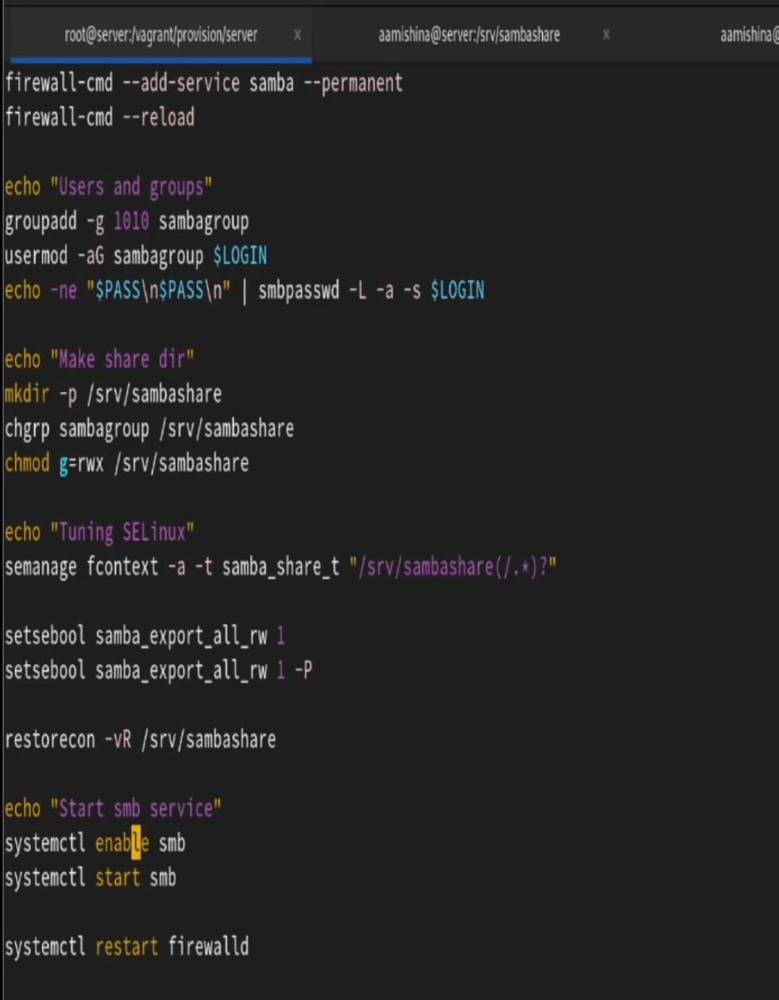 root@server:/vagrant/provision/server x aamishina@server:/srv/sambashare x aamishina@
firewall-cmd --add-service samba --permanent
firewall-cmd --reload
echo "Users and groups"
groupadd -g 1010 sambagroup
usermod -aG sambagroup $LOGIN
echo -ne "$PASS\n$PASS\n" | smbpasswd -L -a -s $LOGIN
echo "Make share dir"
mkdir -p /srv/sambashare
chgrp sambagroup /srv/sambashare
chmod g=rwx /srv/sambashare
echo "Tuning SELinux"
semanage fcontext -a -t samba_share_t "/srv/sambashare(/.*)?"
setsebool samba_export_all_rw 1
setsebool samba_export_all_rw 1 -P
restorecon -vR /srv/sambashare
echo "Start smb service"
systemctl enable smb
systemctl start smb
systemctl restart firewalld